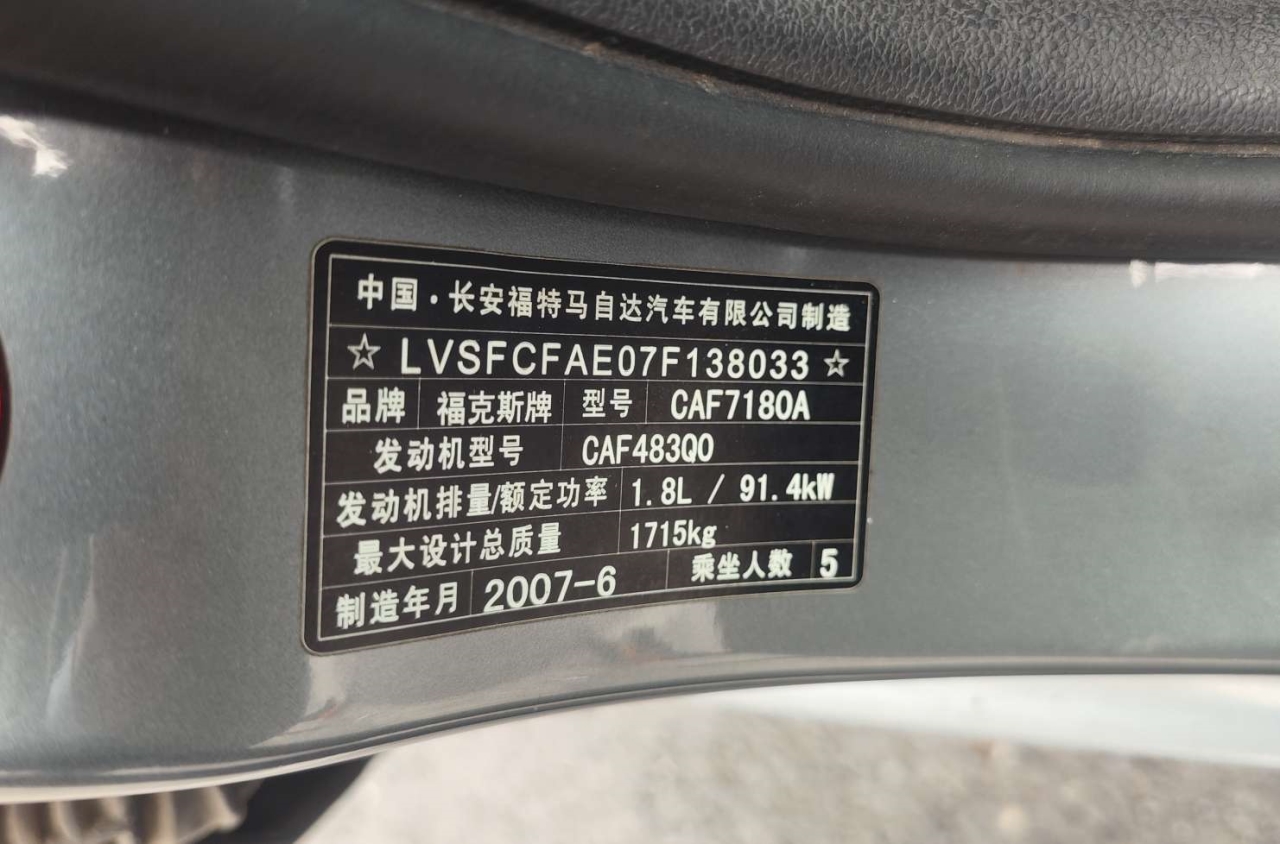 中国·长安福特马自达汽车有限公司制造
☆ LVSFCFAE07F138033 ☆
品牌 福克斯牌 型号 CAF7180A
发动机型号 CAF483Q0
发动机排量/额定功率 1.8L / 91.4kW
最大设计总质量 1715kg
制造年月 2007-6 乘坐人数 5